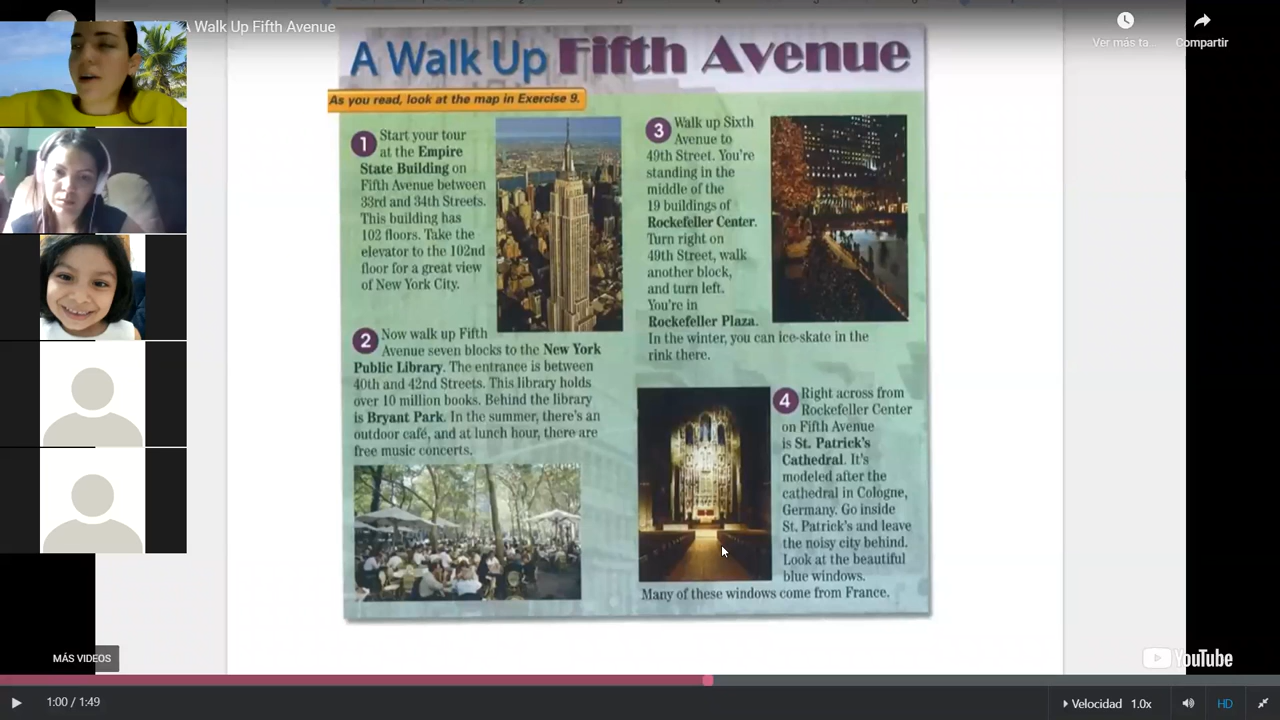 A Walk Up Fifth Avenue
Ver más ta...
Compartir
A Walk Up Fifth Avenue
As you read, look at the map in Exercise 9.
1 Start your tour
at the Empire
State Building on
Fifth Avenue between
33rd and 34th Streets.
This building has
102 floors. Take the
elevator to the 102nd
floor for a great view
of New York City.
2 Now walk up Fifth
Avenue seven blocks to the New York
Public Library. The entrance is between
40th and 42nd Streets. This library holds
over 10 million books. Behind the library
is Bryant Park. In the summer, there's an
outdoor café, and at lunch hour, there are
free music concerts.
3 Walk up Sixth
Avenue to
49th Street. You're
standing in the
middle of the
19 buildings of
Rockefeller Center.
Turn right on
49th Street, walk
another block,
and turn left.
You're in
Rockefeller Plaza.
In the winter, you can ice-skate in the
rink there.
4 Right across from
Rockefeller Center
on Fifth Avenue
is St. Patrick's
Cathedral. It's
modeled after the
cathedral in Cologne,
Germany. Go inside
St. Patrick's and leave
the noisy city behind.
Look at the beautiful
blue windows.
Many of these windows come from France.
MÁS VIDEOS
YouTube
1:00 / 1:49
Velocidad 1.0x
HD